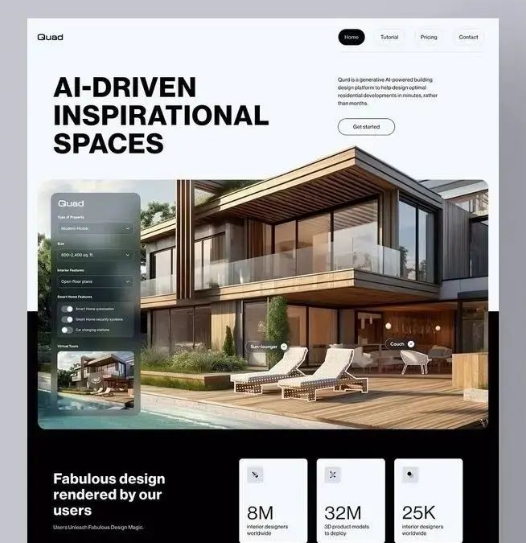 Quad
Home
Tutorial
Pricing
Contact
AI-DRIVEN
INSPIRATIONAL
SPACES
Qurd is a generative AI-powered building
design platform to help design optimal
residential developments in minutes, rather
than months.
Get started
Quad
Type of Property
Modern Home
Size
800-2,400 sq. ft.
Interior Features
Open floor plans
Smart Home Features
Smart Home automation
Smart Home security systems
Car charging stations
Virtual Tours
Sun-lounger
Couch
Fabulous design
rendered by our
users
Users Unleash Fabulous Design Magic.
8M
interior designers
worldwide
32M
3D product models
to deploy
25K
interior designers
worldwide